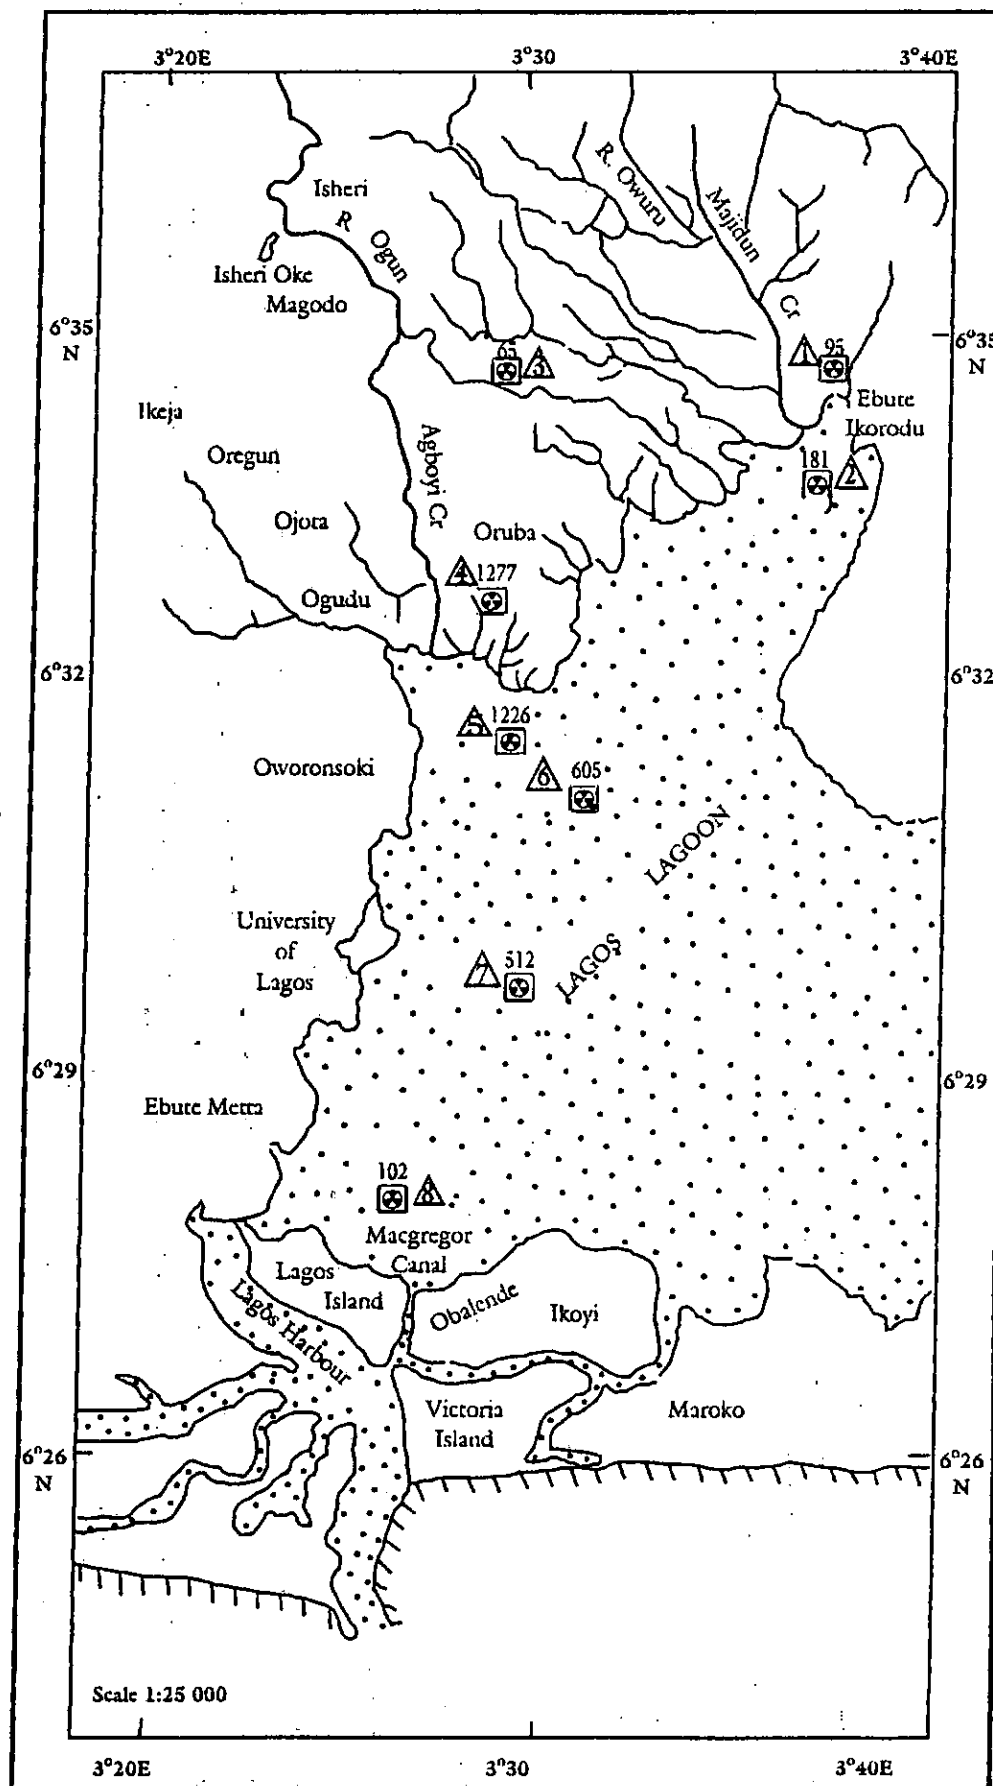 3°20E
3°30
3°40E
Isheri
R Ogun
R. Owuru
Majidun
Cr
Isheri Oke
Magodo
6°35
N
6°35
N
65
3
1
95
Ikeja
Ebute
Ikorodu
Oregun
Agboyi Cr
181
2
Ojota
Oruba
4
1277
Ogudu
6°32
6°32
5
1226
Oworonsoki
6
605
LAGOON
University
of
Lagos
LAGOS
7
512
6°29
6°29
Ebute Metta
102
8
Macgregor
Canal
Lagos
Island
Obalende
Ikoyi
Lagos Harbour
Victoria
Island
Maroko
6°26
N
6°26
N
Scale 1:25 000
3°20E
3°30
3°40E